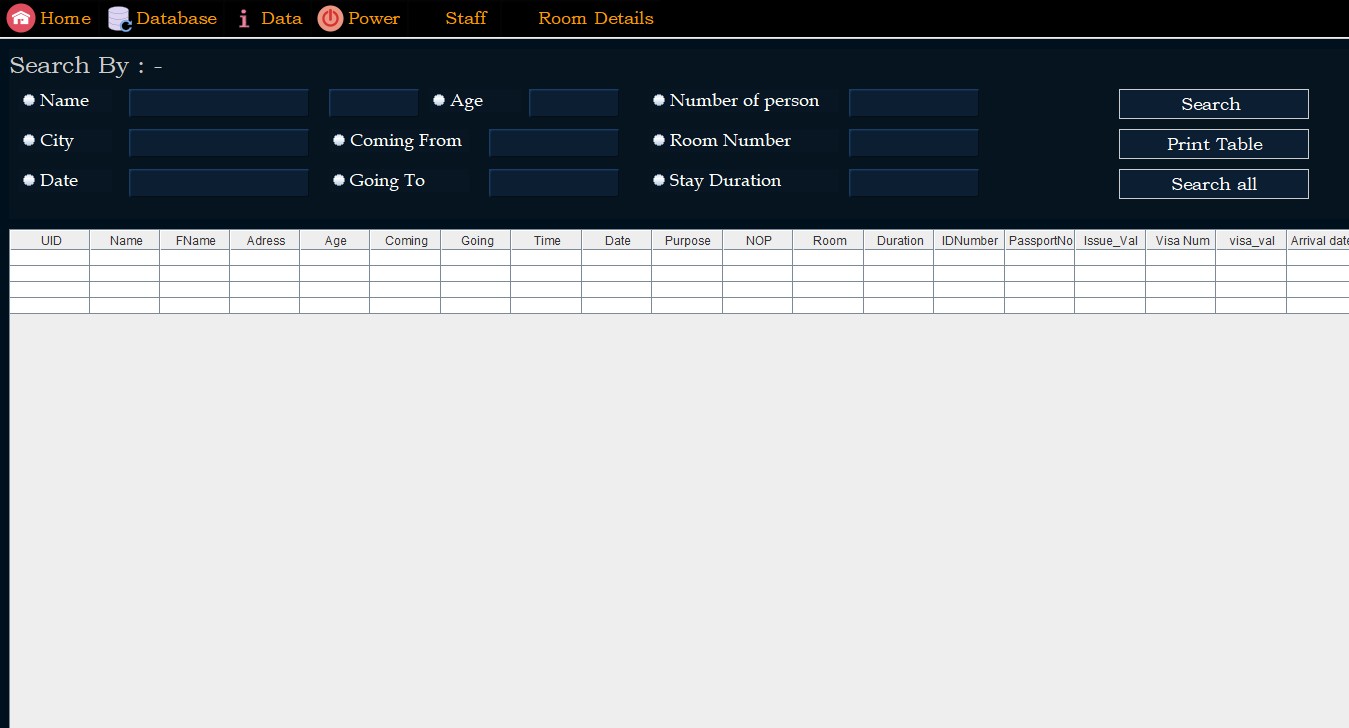 Home Database Data Power Staff Room Details
Search By : -
Name Age Number of person Search
City Coming From Room Number Print Table
Date Going To Stay Duration Search all
UID Name FName Adress Age Coming Going Time Date Purpose NOP Room Duration IDNumber PassportNo Issue_Val Visa Num visa_val Arrival date